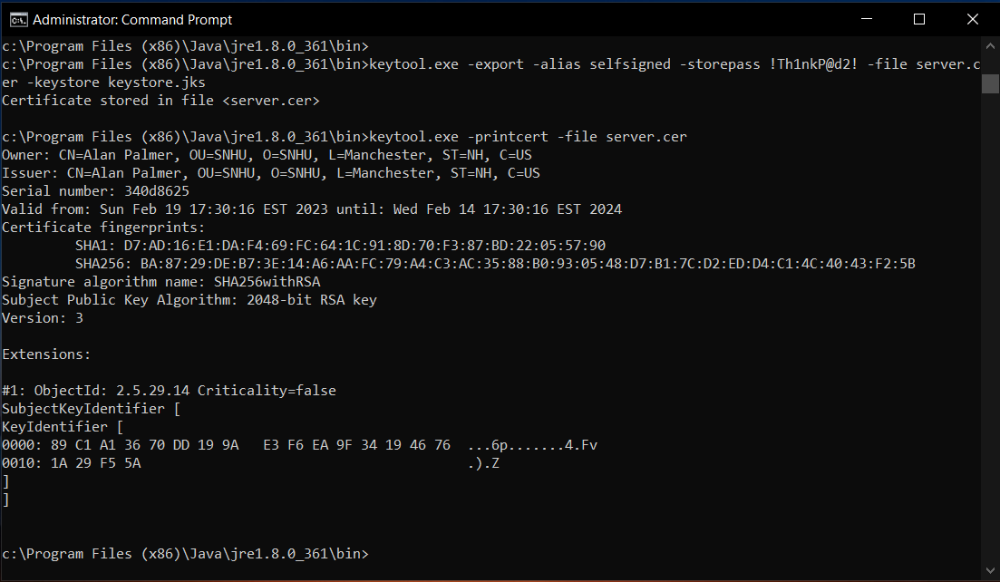 Administrator: Command Prompt
c:\Program Files (x86)\Java\jre1.8.0_361\bin>
c:\Program Files (x86)\Java\jre1.8.0_361\bin>keytool.exe -export -alias selfsigned -storepass !Th1nkP@d2! -file server.c
er -keystore keystore.jks
Certificate stored in file <server.cer>
c:\Program Files (x86)\Java\jre1.8.0_361\bin>keytool.exe -printcert -file server.cer
Owner: CN=Alan Palmer, OU=SNHU, O=SNHU, L=Manchester, ST=NH, C=US
Issuer: CN=Alan Palmer, OU=SNHU, O=SNHU, L=Manchester, ST=NH, C=US
Serial number: 340d8625
Valid from: Sun Feb 19 17:30:16 EST 2023 until: Wed Feb 14 17:30:16 EST 2024
Certificate fingerprints:
SHA1: D7:AD:16:E1:DA:F4:69:FC:64:1C:91:8D:70:F3:87:BD:22:05:57:90
SHA256: BA:87:29:DE:B7:3E:14:A6:AA:FC:79:A4:C3:AC:35:88:B0:93:05:48:D7:B1:7C:D2:ED:D4:C1:4C:40:43:F2:5B
Signature algorithm name: SHA256withRSA
Subject Public Key Algorithm: 2048-bit RSA key
Version: 3
Extensions:
#1: ObjectId: 2.5.29.14 Criticality=false
SubjectKeyIdentifier [
KeyIdentifier [
0000: 89 C1 A1 36 70 DD 19 9A   E3 F6 EA 9F 34 19 46 76  ...6p.......4.Fv
0010: 1A 29 F5 5A                                        .).Z
]
]
c:\Program Files (x86)\Java\jre1.8.0_361\bin>